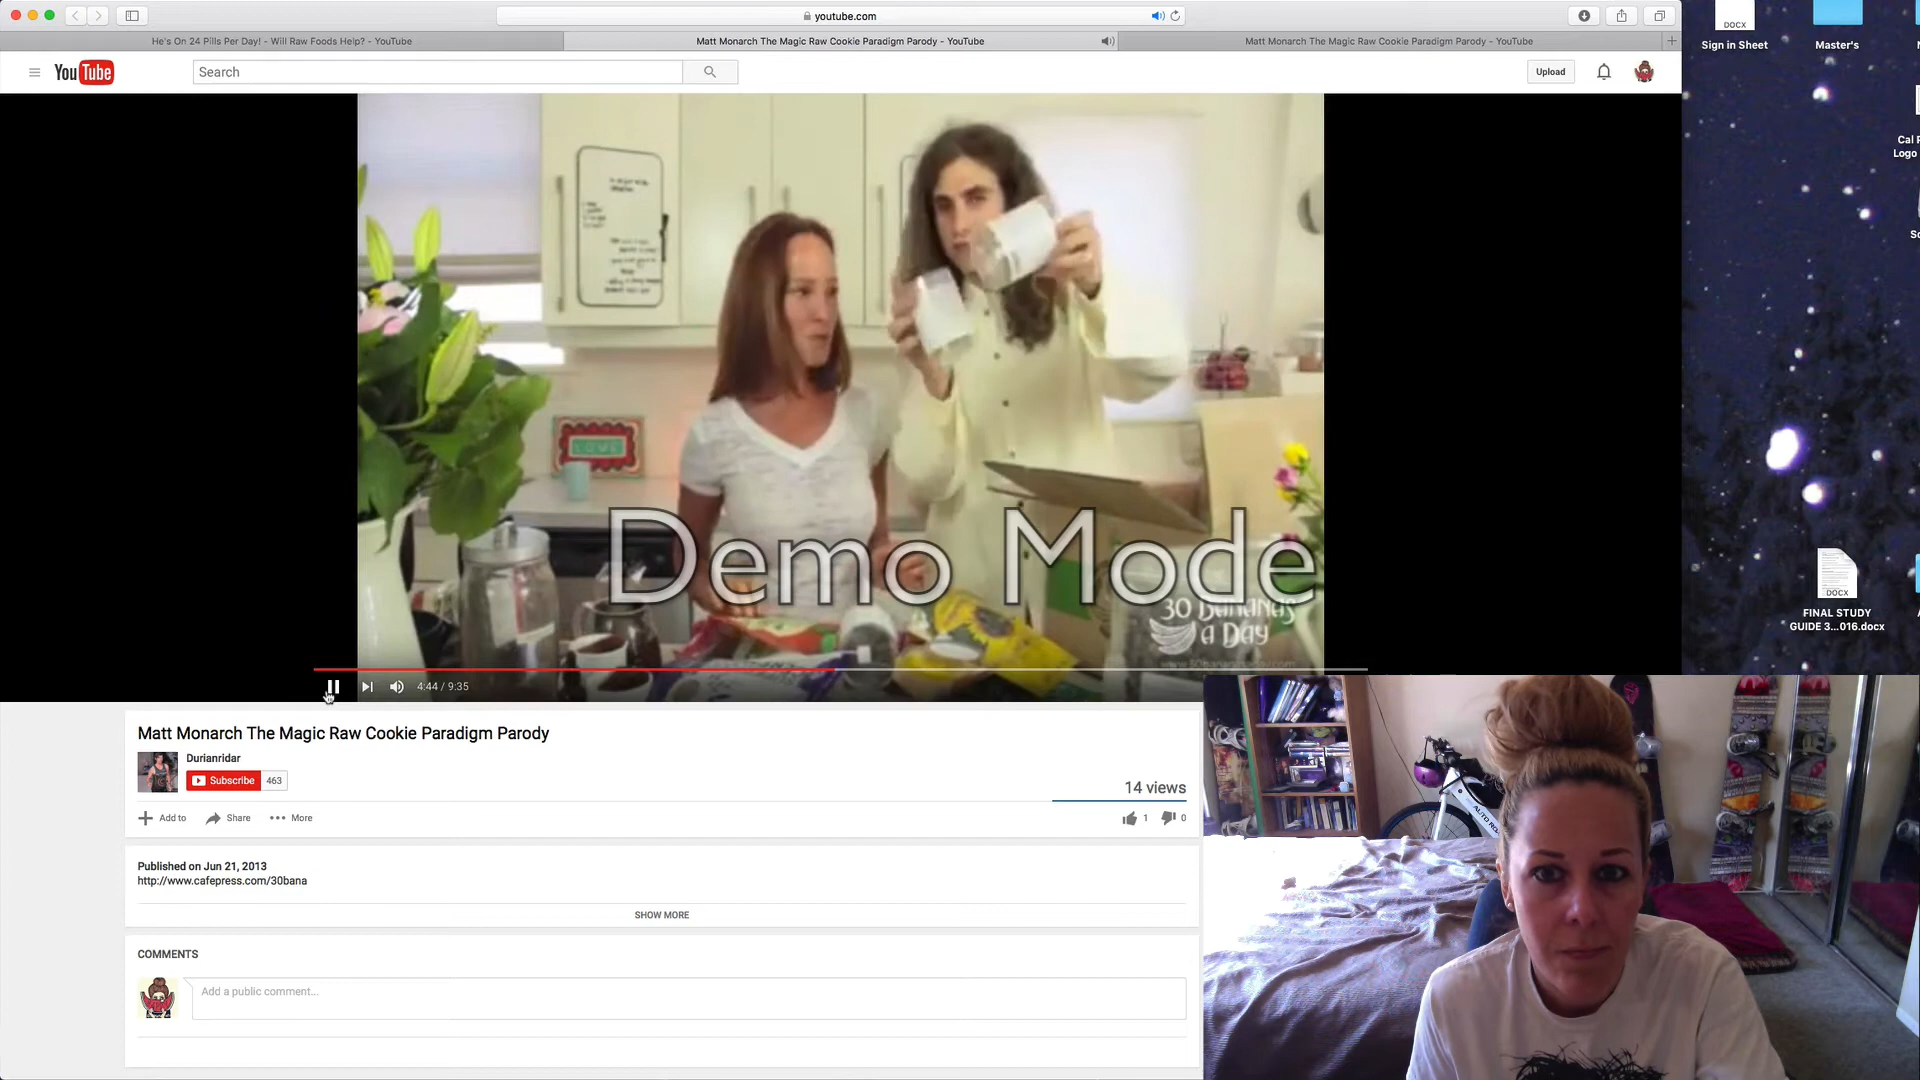 youtube.com
He's On 24 Pills Per Day! - Will Raw Foods Help? - YouTube
Matt Monarch The Magic Raw Cookie Paradigm Parody - YouTube
Matt Monarch The Magic Raw Cookie Paradigm Parody - YouTube
YouTube
Search
Upload
DOCX
Sign in Sheet
Master's
Logo
LOVE
Demo Mode
30 BANANAS
A DAY
4:44 / 9:35
DOCX
FINAL STUDY
GUIDE 3...016.docx
Matt Monarch The Magic Raw Cookie Paradigm Parody
Durianridar
Subscribe 463
14 views
Add to Share More
1 0
Published on Jun 21, 2013
http://www.cafepress.com/30bana
SHOW MORE
COMMENTS
Add a public comment...